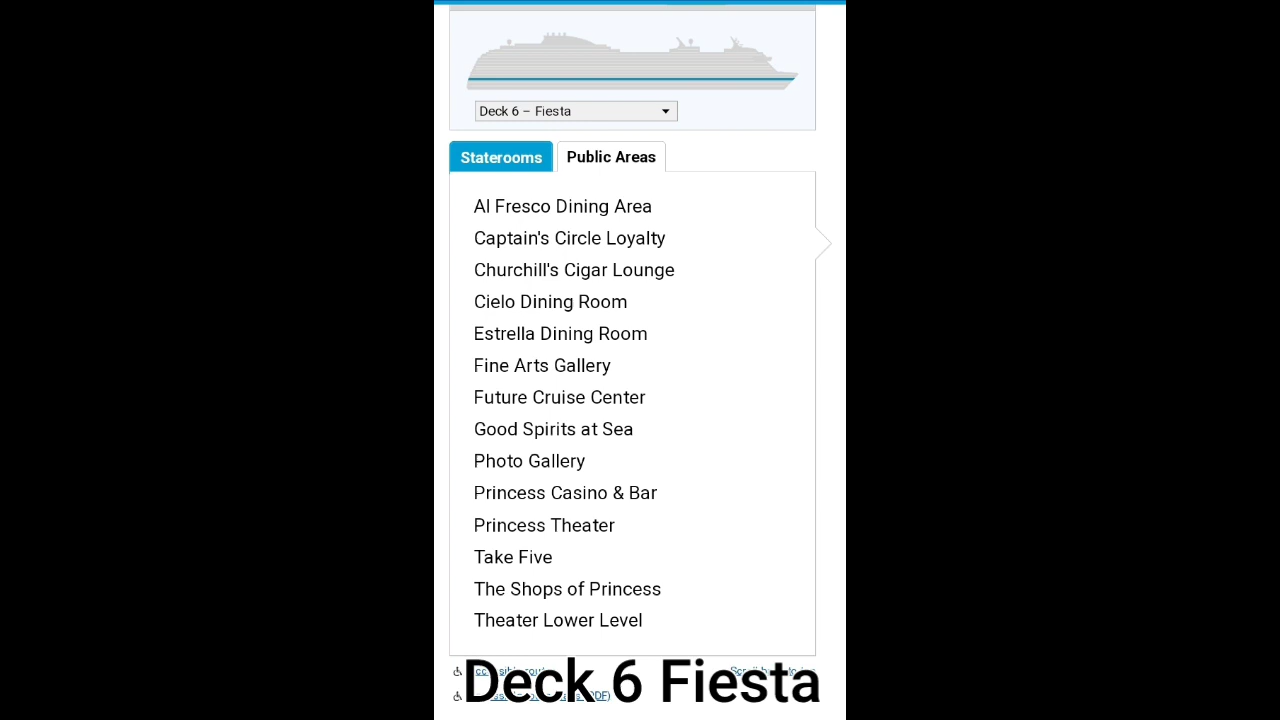 Deck 6 – Fiesta
Staterooms
Public Areas
Al Fresco Dining Area
Captain's Circle Loyalty
Churchill's Cigar Lounge
Cielo Dining Room
Estrella Dining Room
Fine Arts Gallery
Future Cruise Center
Good Spirits at Sea
Photo Gallery
Princess Casino & Bar
Princess Theater
Take Five
The Shops of Princess
Theater Lower Level
Deck 6 Fiesta